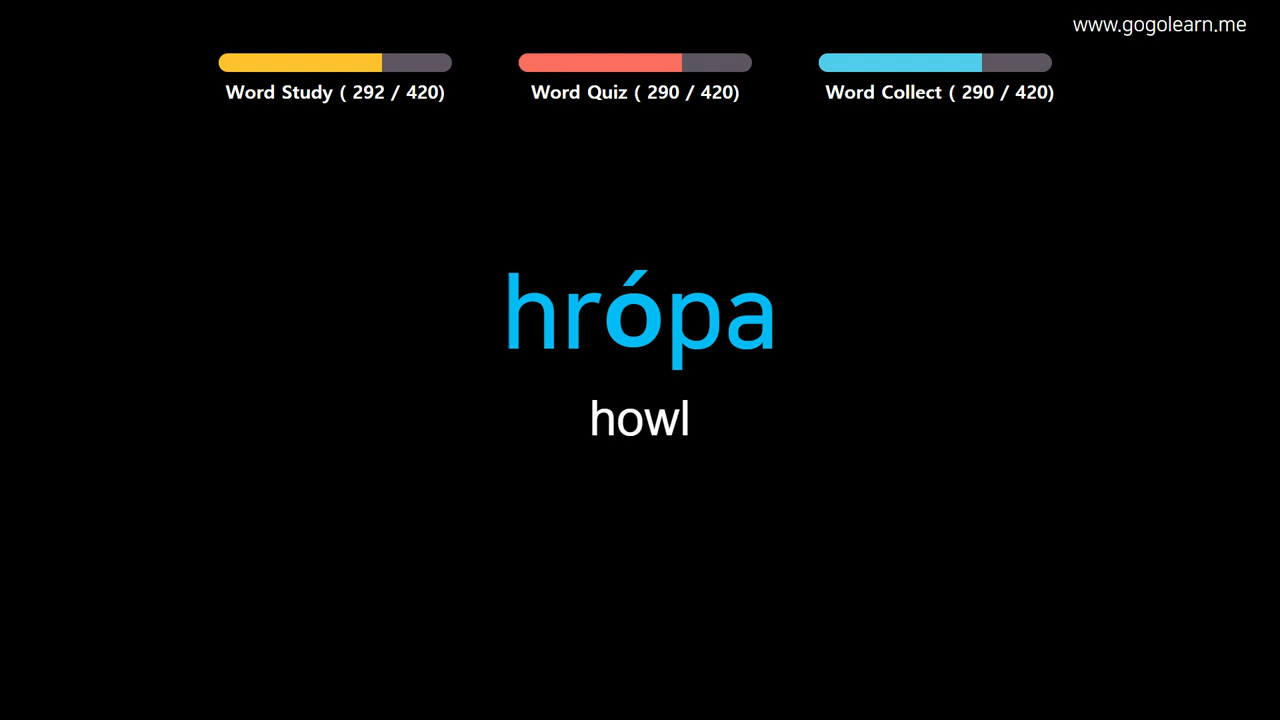 www.gogolearn.me
Word Study ( 292 / 420)
Word Quiz ( 290 / 420)
Word Collect ( 290 / 420)
hrópa
howl